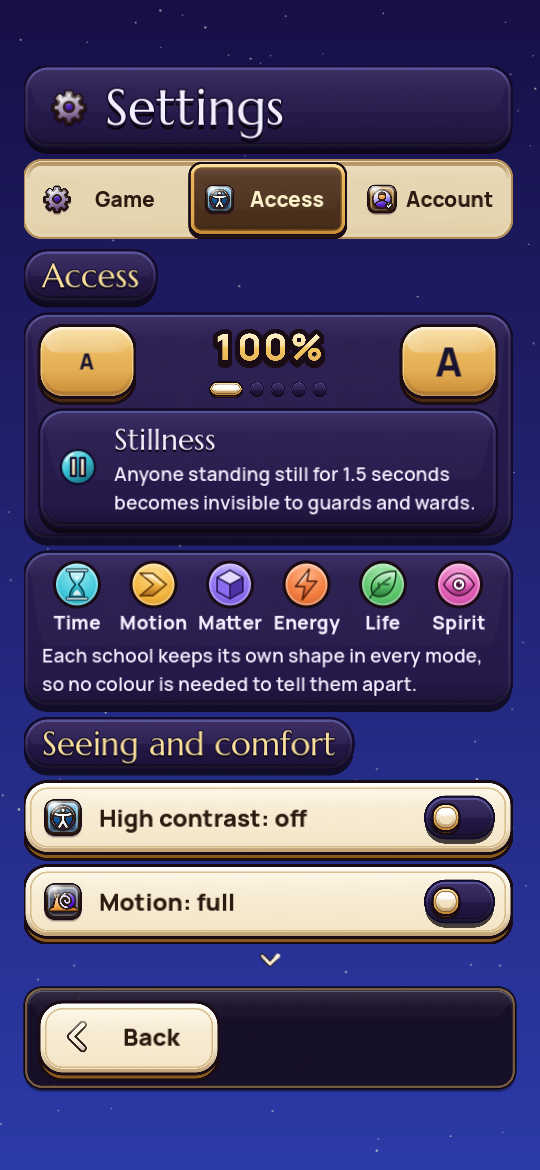 Settings
Game
Access
Account
Access
A
100%
A
Stillness
Anyone standing still for 1.5 seconds
becomes invisible to guards and wards.
Time
Motion
Matter
Energy
Life
Spirit
Each school keeps its own shape in every mode,
so no colour is needed to tell them apart.
Seeing and comfort
High contrast: off
Motion: full
Back